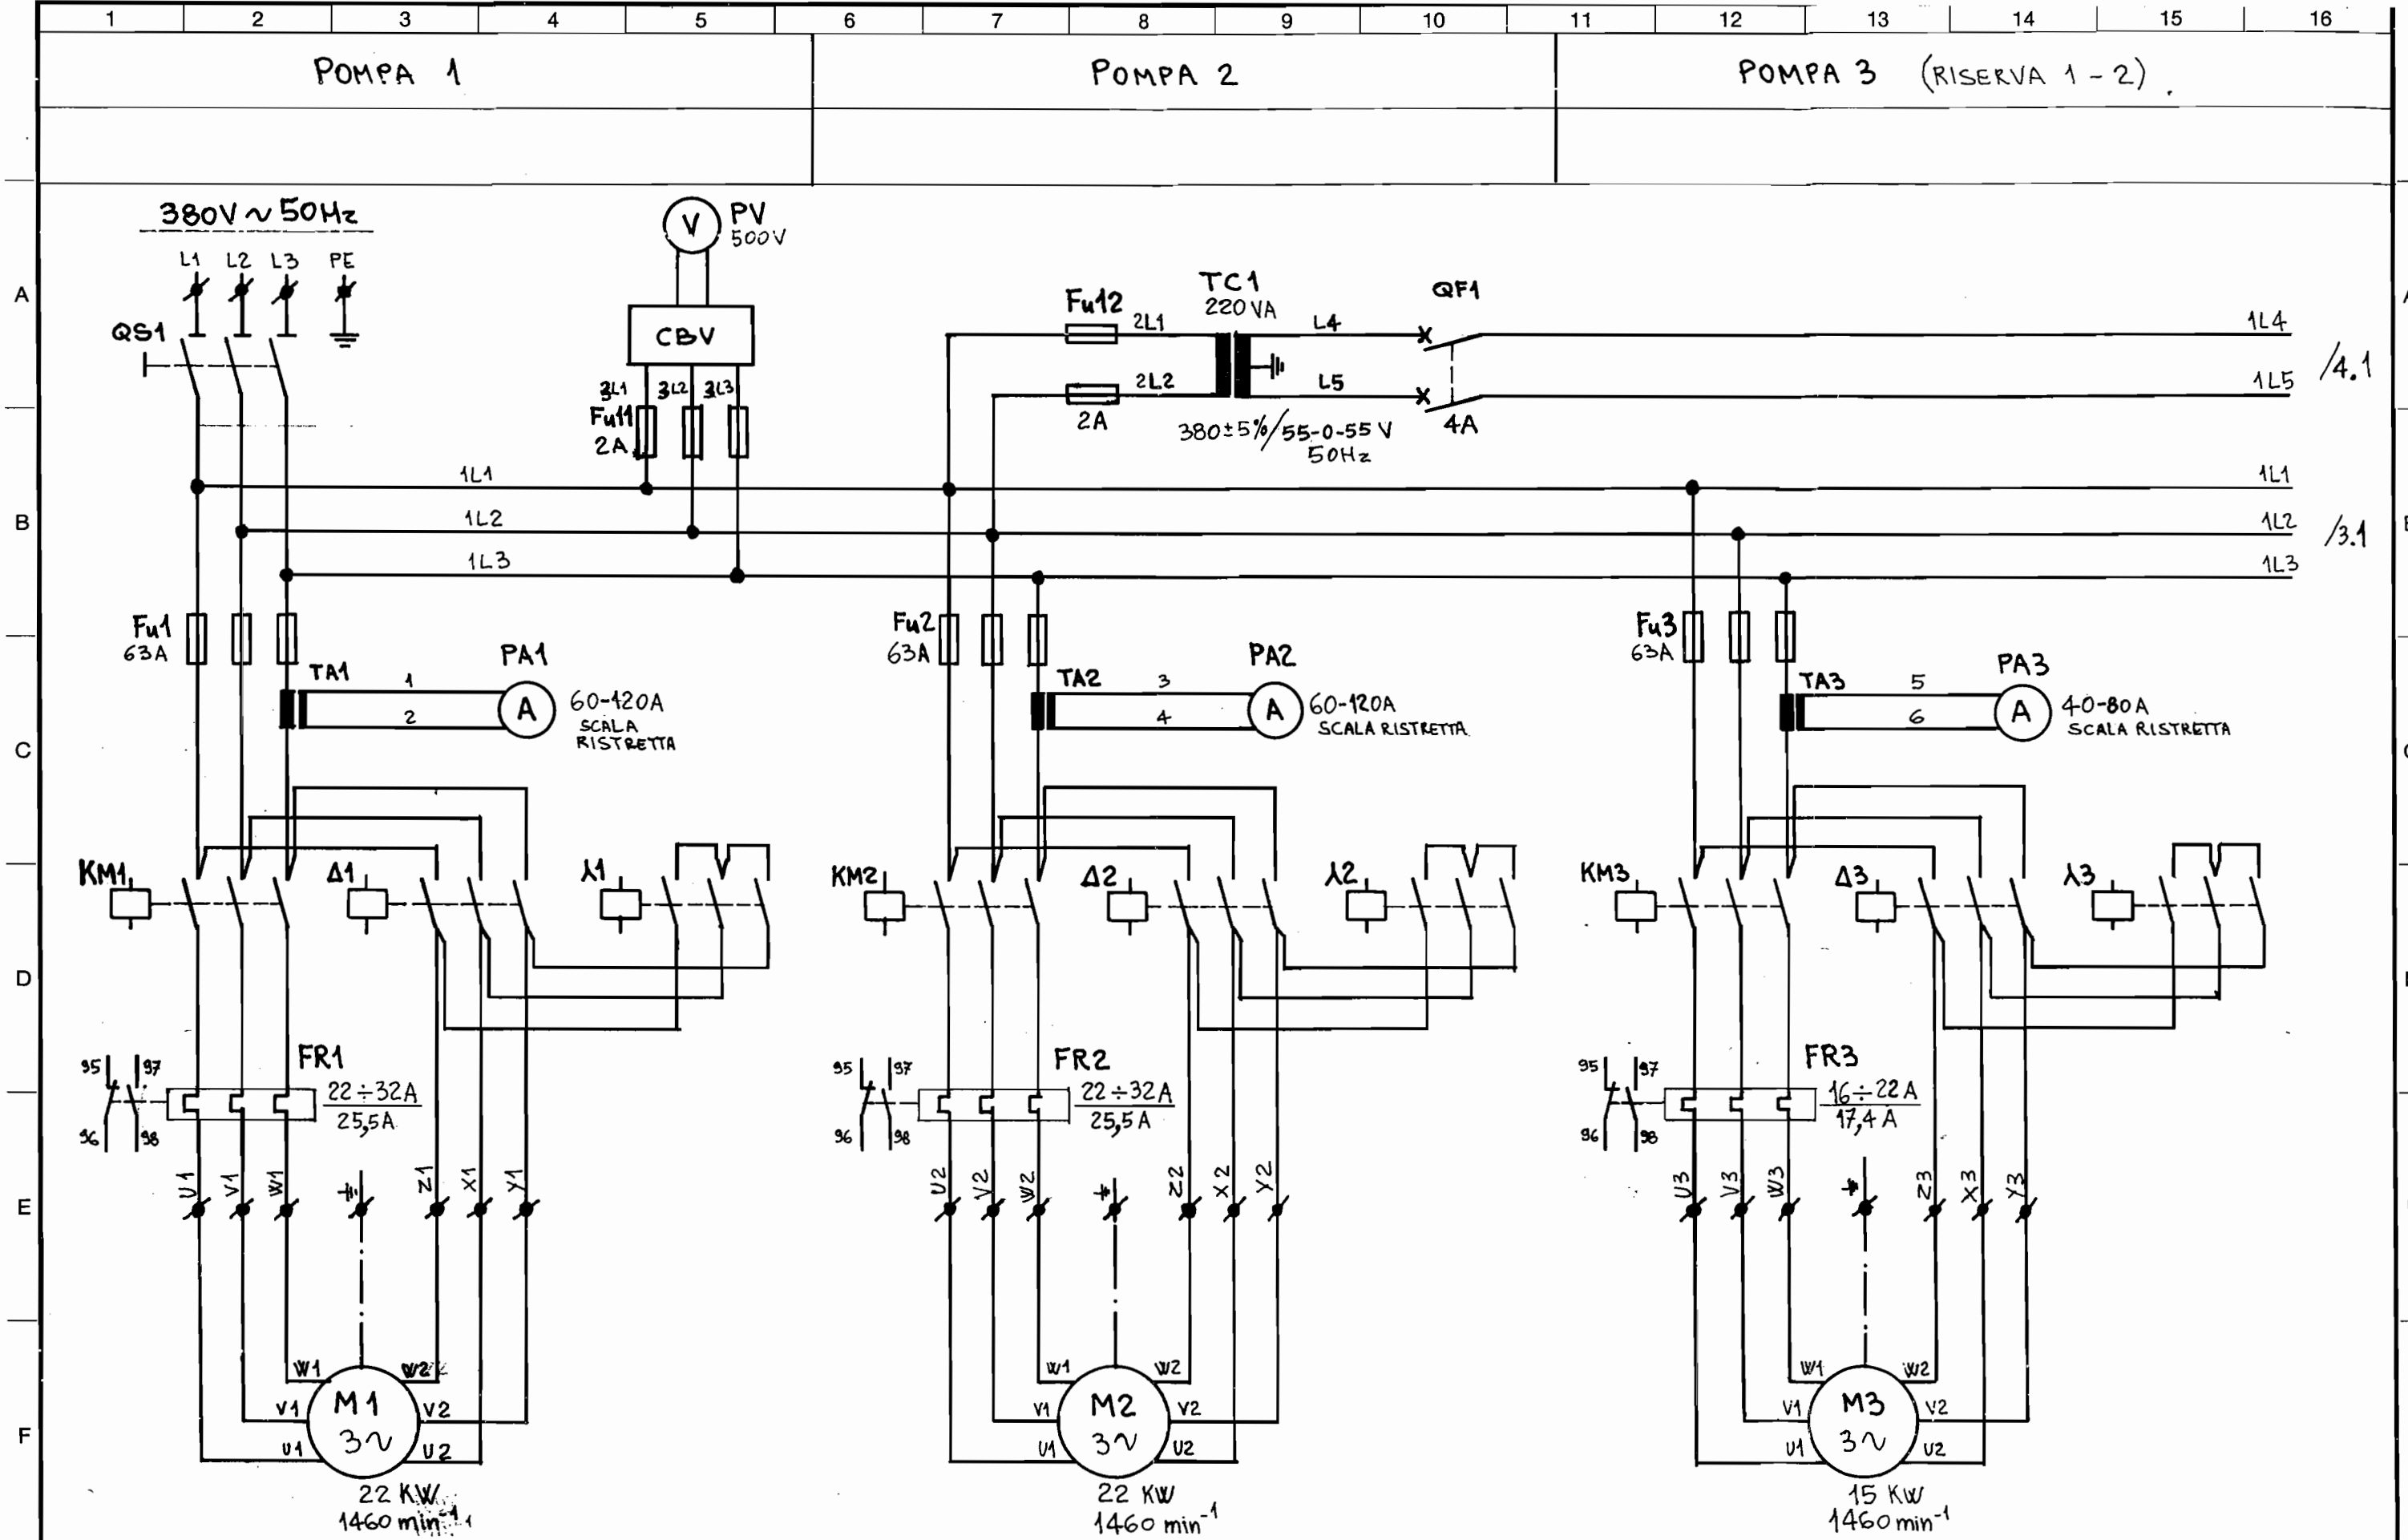 1 2 3 4 5 6 7 8 9 10 11 12 13 14 15 16
POMPA 1
POMPA 2
POMPA 3 (RISERVA 1 - 2)
380V ~ 50Hz
L1 L2 L3 PE
QS1
V
PV
500V
CBV
3L1 3L2 3L3
Fu11
2A
Fu12
2L1
2L2
2A
TC1
220 VA
380±5%/55-0-55 V
50Hz
L4
L5
QF1
4A
1L4
1L5
/4.1
A
1L1
1L2
1L3
1L1
1L2
1L3
/3.1
B
Fu1
63A
TA1
1
2
PA1
A
60-120A
SCALA
RISTRETTA
Fu2
63A
TA2
3
4
PA2
A
60-120A
SCALA RISTRETTA
Fu3
63A
TA3
5
6
PA3
A
40-80A
SCALA RISTRETTA
C
KM1 Δ1 λ1
KM2 Δ2 λ2
KM3 Δ3 λ3
D
95 97
96 98
FR1
22÷32A
25,5A
95 97
96 98
FR2
22÷32A
25,5A
95 97
96 98
FR3
16÷22A
17,4A
E
U1 V1 W1 Z1 X1 Y1
U2 V2 W2 Z2 X2 Y2
U3 V3 W3 Z3 X3 Y3
F
W1 W2
V1 M1 V2
U1 3~ U2
22 KW
1460 min⁻¹
W1 W2
V1 M2 V2
U1 3~ U2
22 KW
1460 min⁻¹
W1 W2
V1 M3 V2
U1 3~ U2
15 KW
1460 min⁻¹